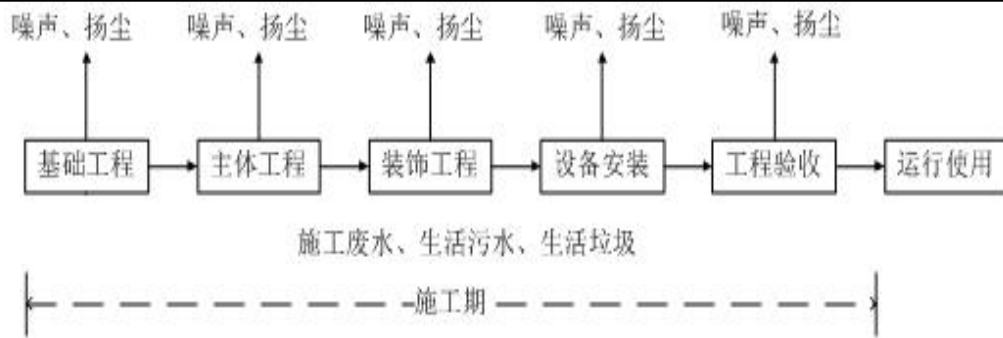 噪声、扬尘 噪声、扬尘 噪声、扬尘 噪声、扬尘 噪声、扬尘
基础工程 主体工程 装饰工程 设备安装 工程验收 运行使用
施工废水、生活污水、生活垃圾
施工期